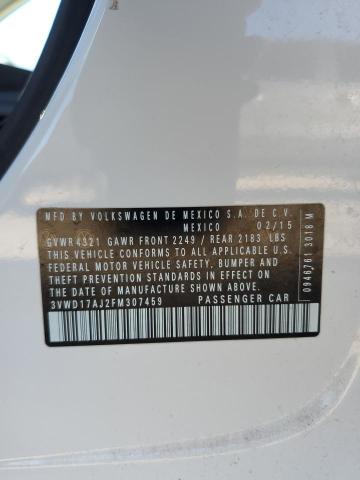 MFD BY VOLKSWAGEN DE MEXICO S.A. DE C.V.
MEXICO 02/15
GVWR 4321 GAWR FRONT 2249 / REAR 2183 LBS
THIS VEHICLE CONFORMS TO ALL APPLICABLE U.S.
FEDERAL MOTOR VEHICLE SAFETY, BUMPER AND
THEFT PREVENTION STANDARDS IN EFFECT ON THE
DATE OF MANUFACTURE SHOWN ABOVE
3VWD17AJ2FM307459 PASSENGER CAR
0946761 3018 M